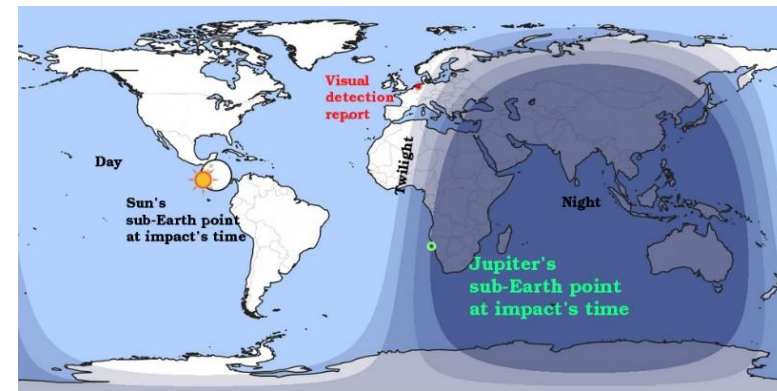 Visual
detection
report
Day
Twilight
Sun's
sub-Earth point
at impact's time
Night
Jupiter's
sub-Earth point
at impact's time